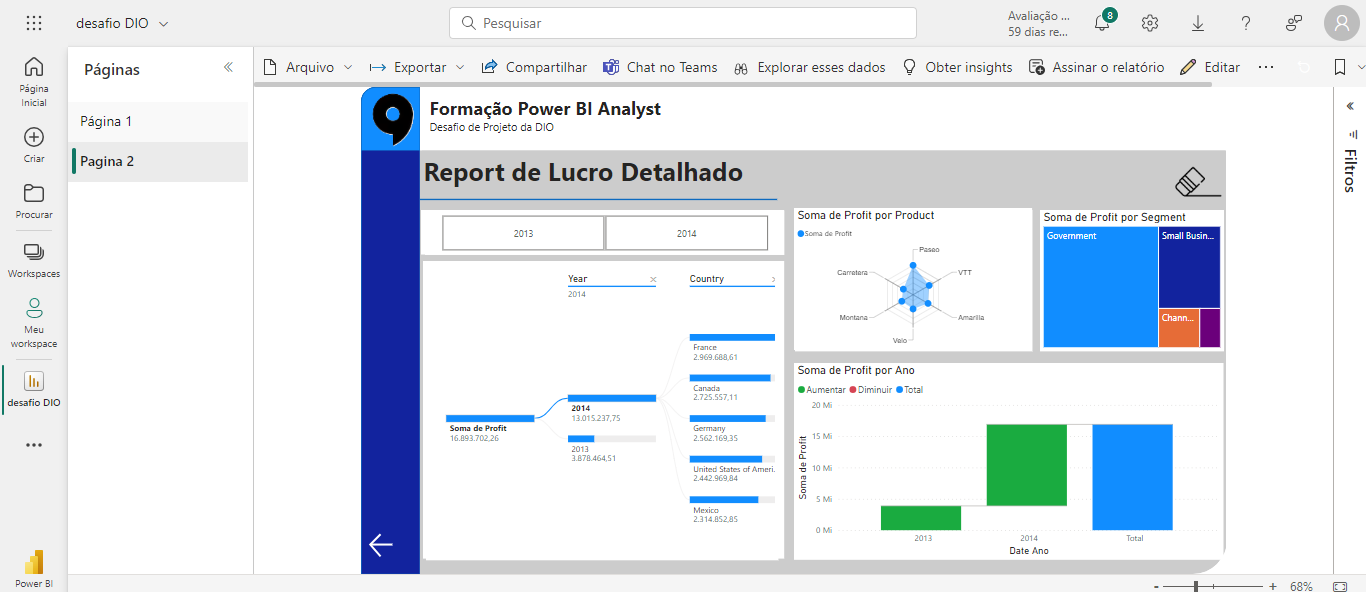 desafio DIO
Pesquisar
Avaliação ...
59 dias re...
8
Página
Inicial
Criar
Procurar
Workspaces
Meu
workspace
desafio DIO
Power BI
Páginas
Página 1
Pagina 2
Arquivo
Exportar
Compartilhar
Chat no Teams
Explorar esses dados
Obter insights
Assinar o relatório
Editar
Formação Power BI Analyst
Desafio de Projeto da DIO
Report de Lucro Detalhado
2013
2014
Year
2014
Country
Soma de Profit
16.893.702,26
2014
13.015.237,75
2013
3.878.464,51
France
2.969.688,61
Canada
2.725.557,11
Germany
2.562.169,35
United States of Ameri.
2.442.969,84
Mexico
2.314.852,85
Soma de Profit por Product
Soma de Profit
Paseo
VTT
Amarilla
Velo
Montana
Carretera
Soma de Profit por Segment
Government
Small Busin...
Chann...
Soma de Profit por Ano
Aumentar Diminuir Total
20 Mi
15 Mi
10 Mi
5 Mi
0 Mi
Soma de Profit
2013
2014
Total
Date Ano
Filtros
- + 68%